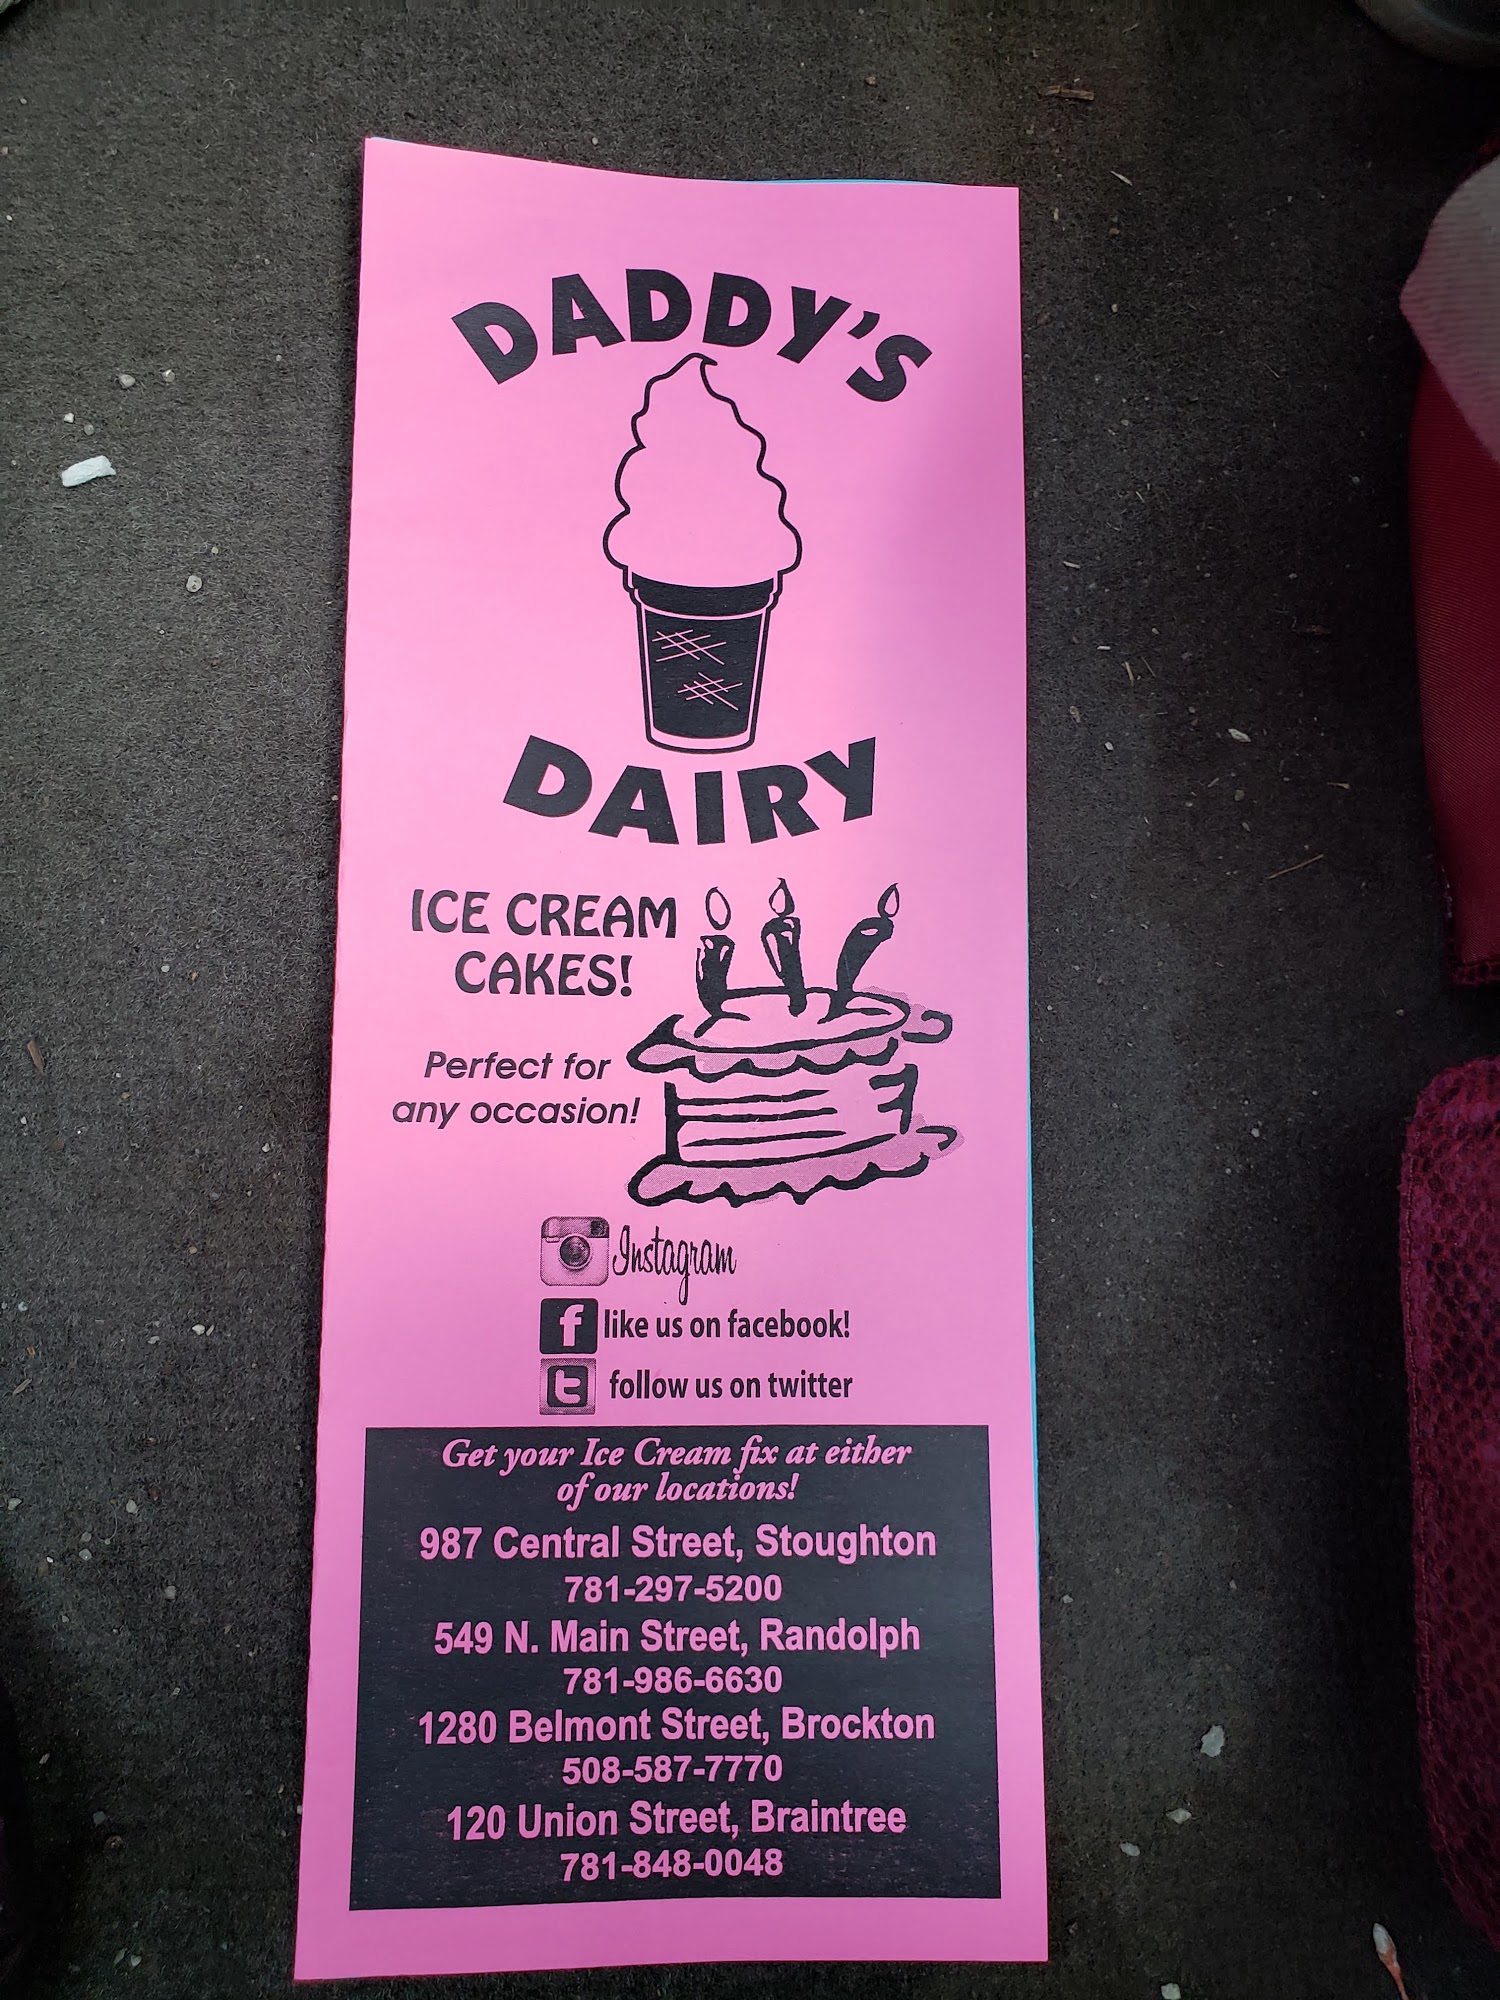 DADDY'S
DAIRY
ICE CREAM
CAKES!
Perfect for
any occasion!
Instagram
f like us on facebook!
t follow us on twitter
Get your Ice Cream fix at either
of our locations!
987 Central Street, Stoughton
781-297-5200
549 N. Main Street, Randolph
781-986-6630
1280 Belmont Street, Brockton
508-587-7770
120 Union Street, Braintree
781-848-0048